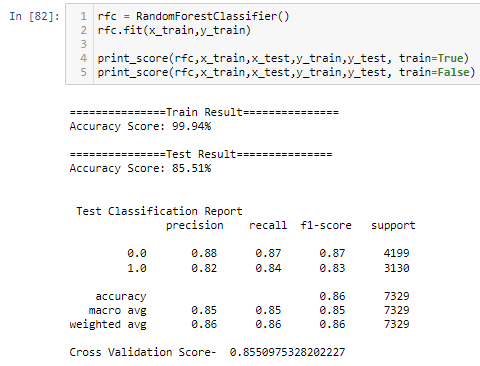 In [82]:
1 rfc = RandomForestClassifier()
2 rfc.fit(x_train,y_train)
3
4 print_score(rfc,x_train,x_test,y_train,y_test, train=True)
5 print_score(rfc,x_train,x_test,y_train,y_test, train=False)
===============Train Result===============
Accuracy Score: 99.94%
===============Test Result===============
Accuracy Score: 85.51%
Test Classification Report
precision recall f1-score support
0.0 0.88 0.87 0.87 4199
1.0 0.82 0.84 0.83 3130
accuracy 0.86 7329
macro avg 0.85 0.85 0.85 7329
weighted avg 0.86 0.86 0.86 7329
Cross Validation Score- 0.8550975328202227